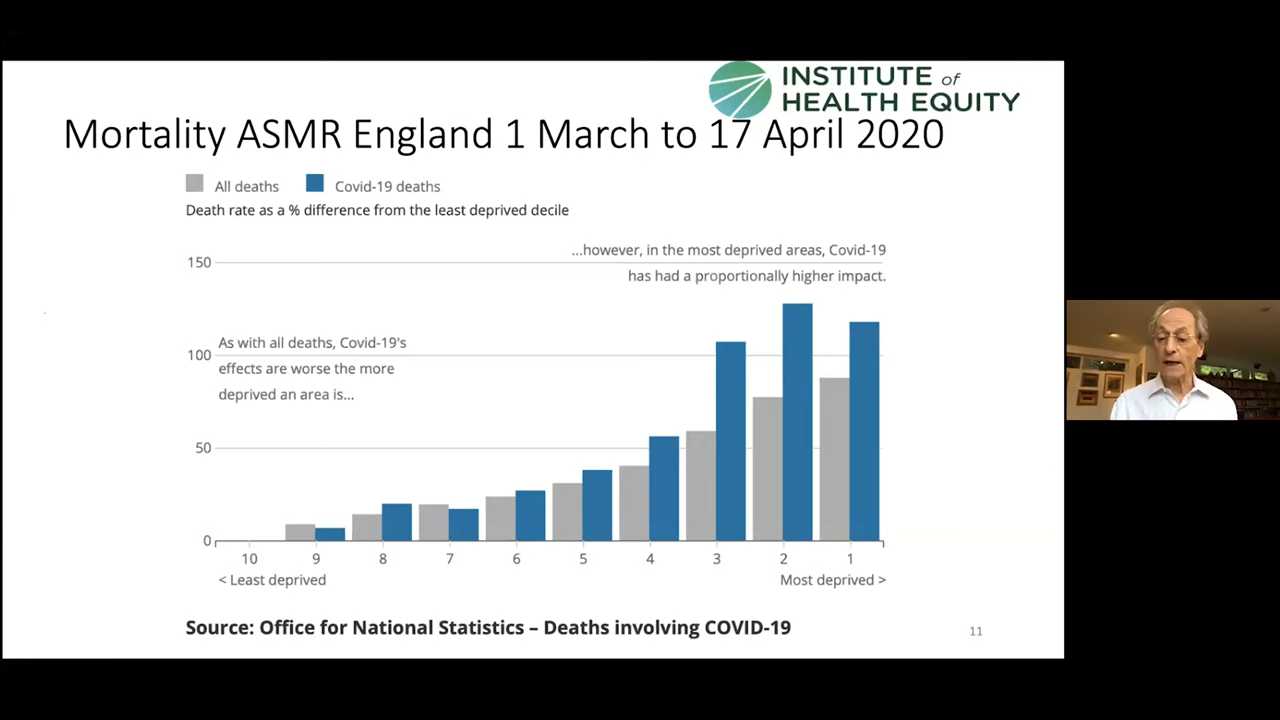 INSTITUTE of
HEALTH EQUITY
Mortality ASMR England 1 March to 17 April 2020
All deaths Covid-19 deaths
Death rate as a % difference from the least deprived decile
...however, in the most deprived areas, Covid-19
150
has had a proportionally higher impact.
As with all deaths, Covid-19's
100
effects are worse the more
deprived an area is...
50
0
10 9 8 7 6 5 4 3 2 1
< Least deprived Most deprived >
Source: Office for National Statistics – Deaths involving COVID-19
11